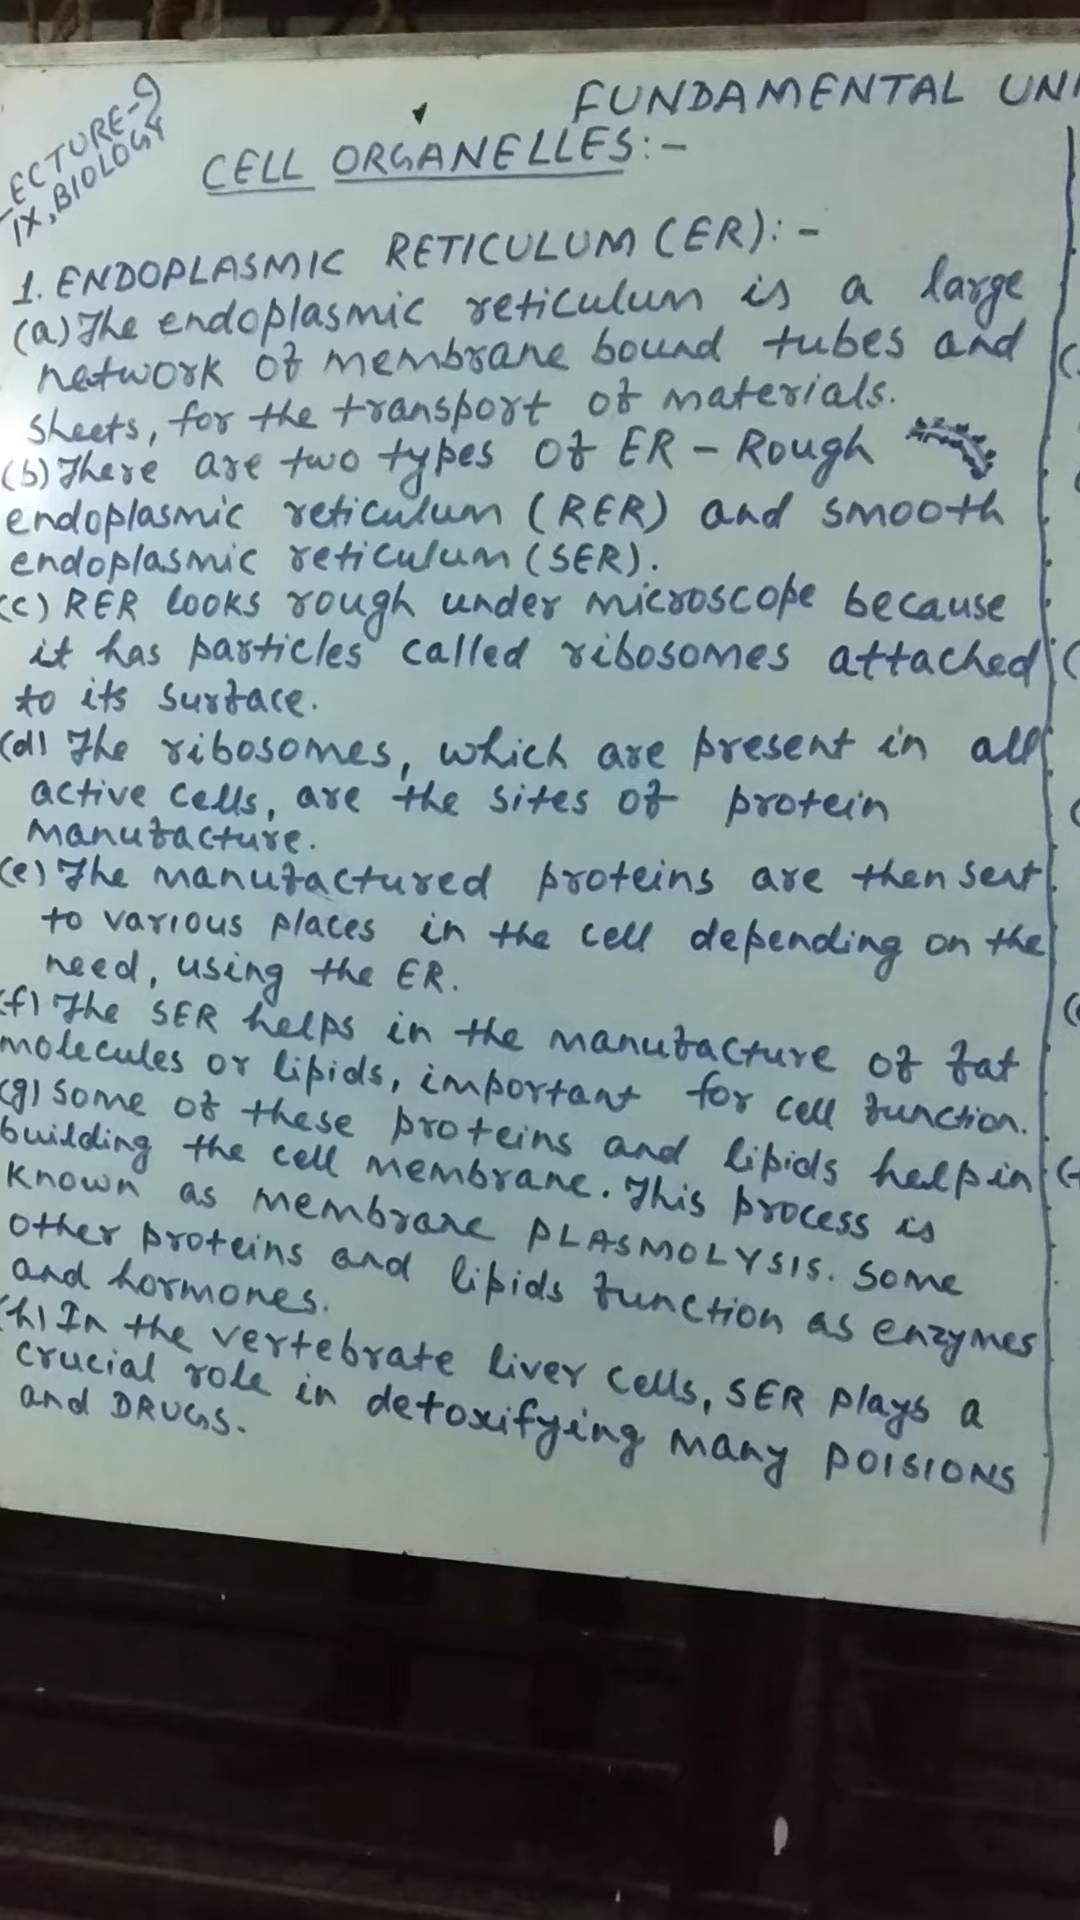 LECTURE-9
IX, BIOLOGY
FUNDAMENTAL UNI
CELL ORGANELLES:-
1. ENDOPLASMIC RETICULUM (ER):-
(a) The endoplasmic reticulum is a large
network of membrane bound tubes and
sheets, for the transport of materials.
(b) There are two types of ER - Rough
endoplasmic reticulum (RER) and smooth
endoplasmic reticulum (SER).
(c) RER looks rough under microscope because
it has particles called ribosomes attached
to its surface.
(d) The ribosomes, which are present in all
active cells, are the sites of protein
manufacture.
(e) The manufactured proteins are then sent
to various places in the cell depending on the
need, using the ER.
(f) The SER helps in the manufacture of fat
molecules or lipids, important for cell function.
(g) Some of these proteins and lipids help in
building the cell membrane. This process is
known as membrane PLASMOLYSIS. Some
other proteins and lipids function as enzymes
and hormones.
(h) In the vertebrate liver cells, SER plays a
crucial role in detoxifying many POISIONS
and DRUGS.